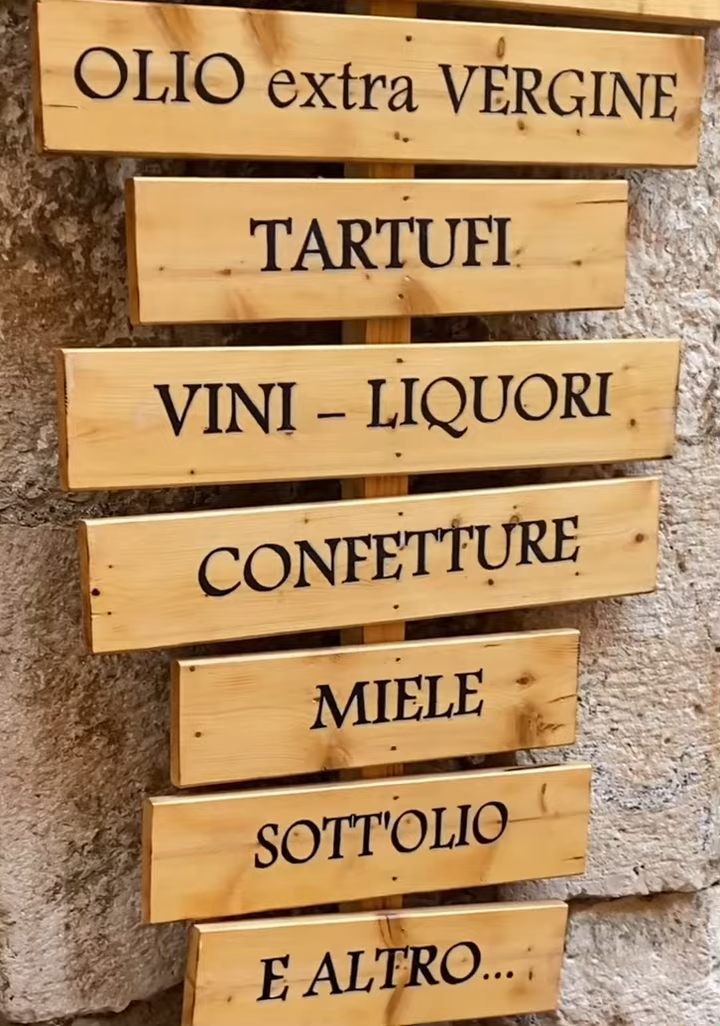 OLIO extra VERGINE
TARTUFI
VINI – LIQUORI
CONFETTURE
MIELE
SOTT'OLIO
E ALTRO...